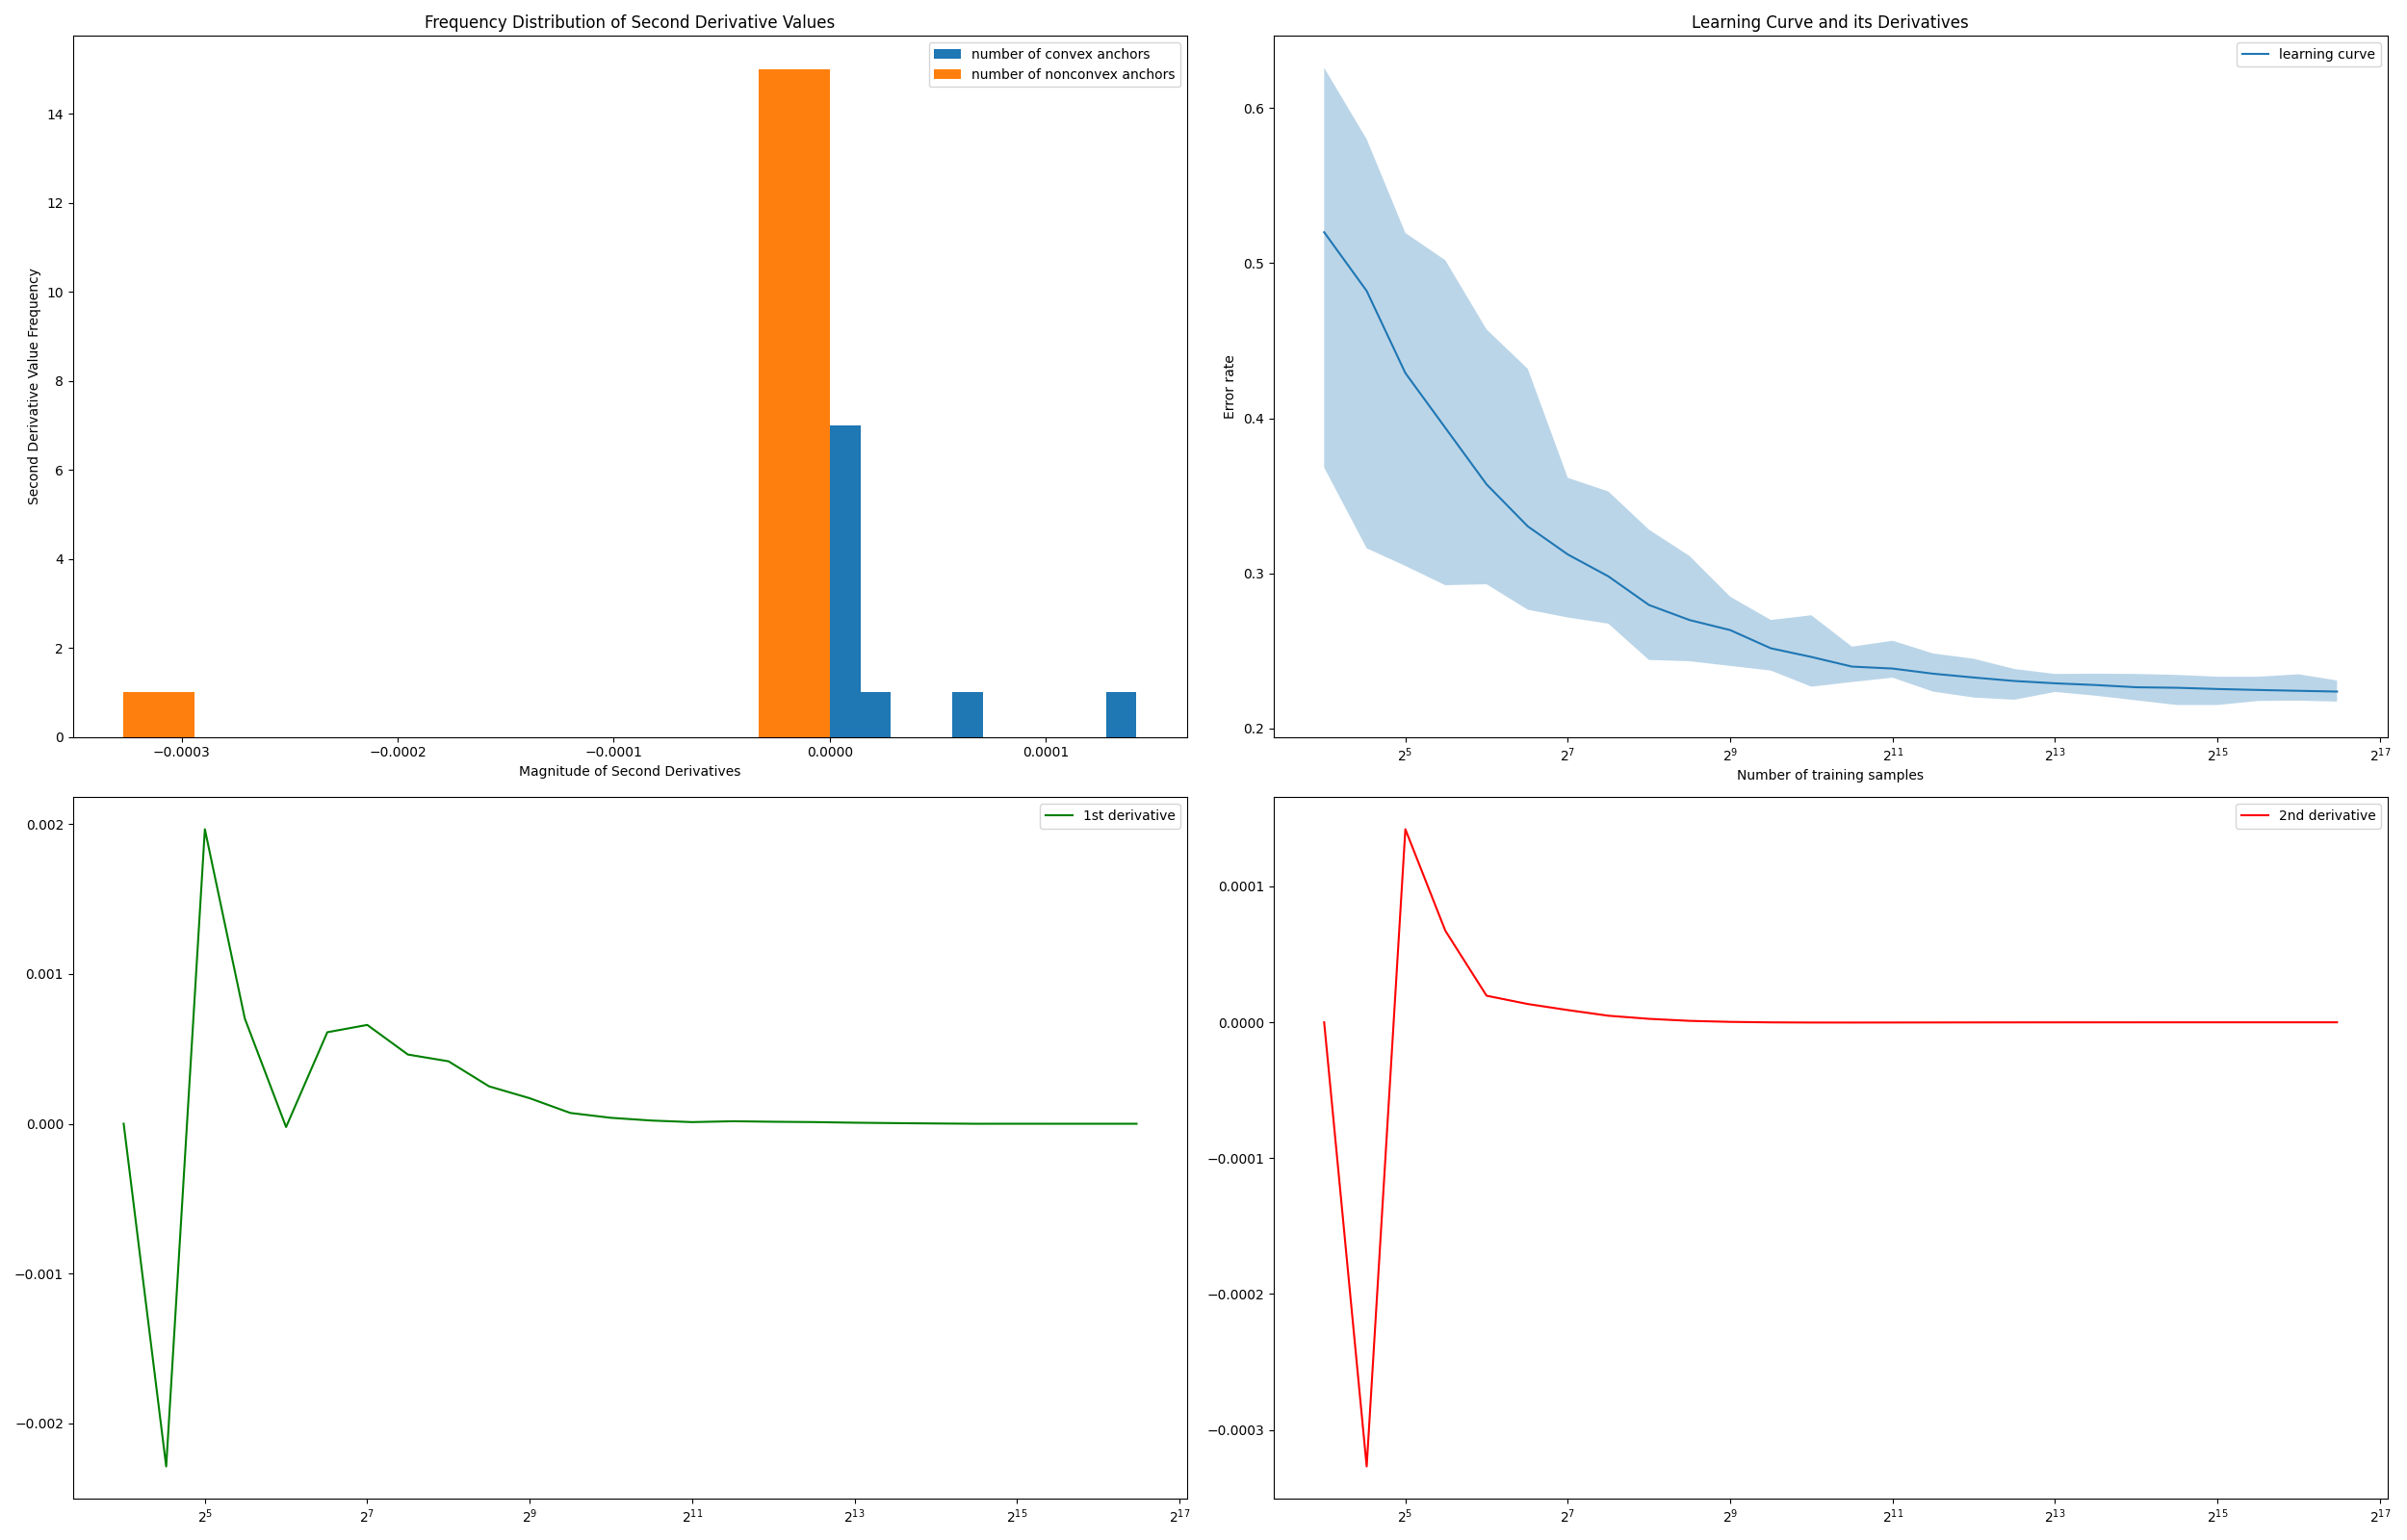 Frequency Distribution of Second Derivative Values
number of convex anchors
number of nonconvex anchors
Second Derivative Value Frequency
14
12
10
8
6
4
2
0
−0.0003 −0.0002 −0.0001 0.0000 0.0001
Magnitude of Second Derivatives
Learning Curve and its Derivatives
learning curve
Error rate
0.6
0.5
0.4
0.3
0.2
2^5 2^7 2^9 2^11 2^13 2^15 2^17
Number of training samples
1st derivative
0.002
0.001
0.000
−0.001
−0.002
2^5 2^7 2^9 2^11 2^13 2^15 2^17
2nd derivative
0.0001
0.0000
−0.0001
−0.0002
−0.0003
2^5 2^7 2^9 2^11 2^13 2^15 2^17